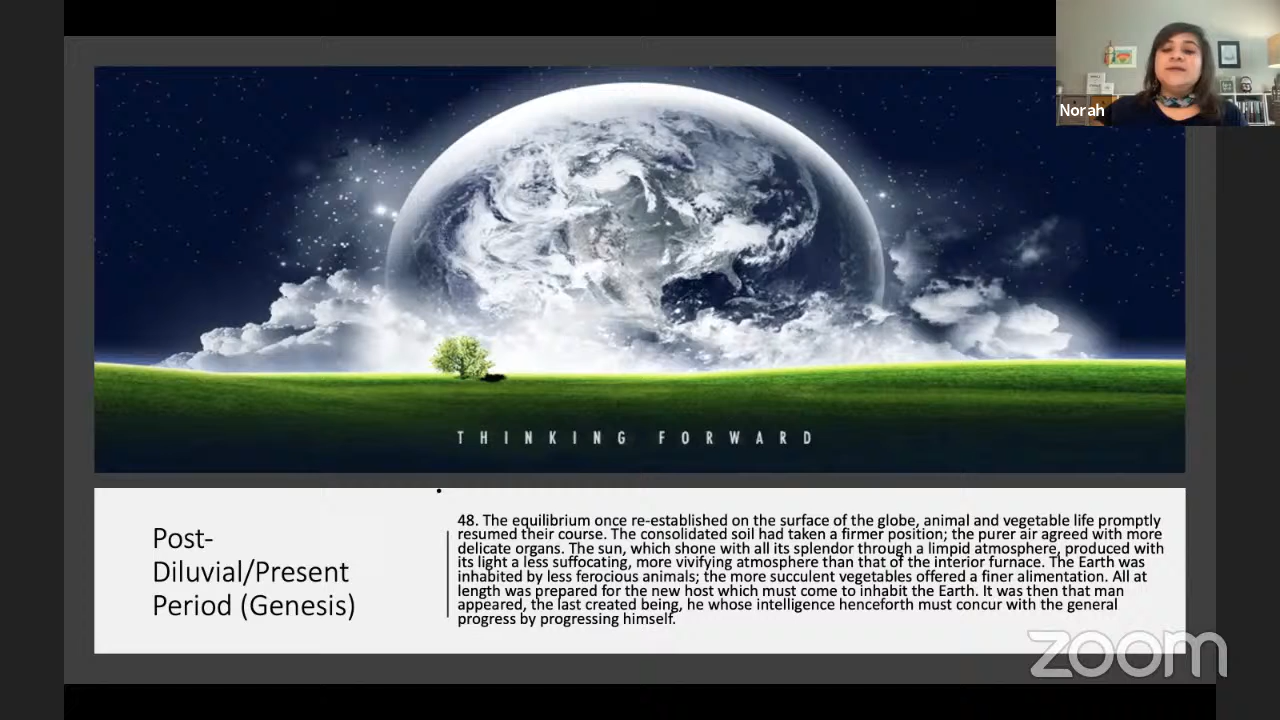 Norah
THINKING FORWARD
Post-
Diluvial/Present
Period (Genesis)
48. The equilibrium once re-established on the surface of the globe, animal and vegetable life promptly
resumed their course. The consolidated soil had taken a firmer position; the purer air agreed with more
delicate organs. The sun, which shone with all its splendor through a limpid atmosphere, produced with
its light a less suffocating, more vivifying atmosphere than that of the interior furnace. The Earth was
inhabited by less ferocious animals; the more succulent vegetables offered a finer alimentation. All at
length was prepared for the new host which must come to inhabit the Earth. It was then that man
appeared, the last created being, he whose intelligence henceforth must concur with the general
progress by progressing himself.
zoom